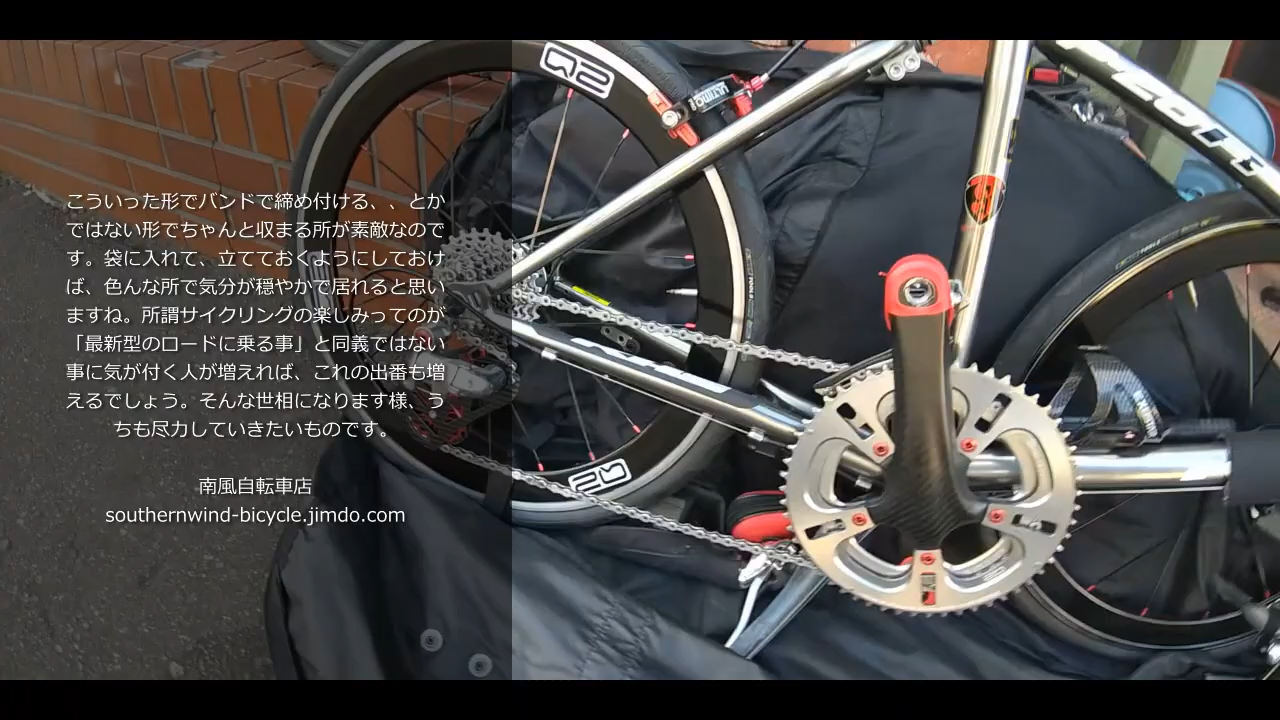 こういった形でバンドで締め付ける、、とか
ではない形でちゃんと収まる所が素敵なので
す。袋に入れて、立てておくようにしておけ
ば、色んな所で気分が穏やかで居れると思い
ますね。所謂サイクリングの楽しみってのが
「最新型のロードに乗る事」と同義ではない
事に気が付く人が増えれば、これの出番も増
えるでしょう。そんな世相になります様、う
ちも尽力していきたいものです。
南風自転車店
southernwind-bicycle.jimdo.com
ULTIMO